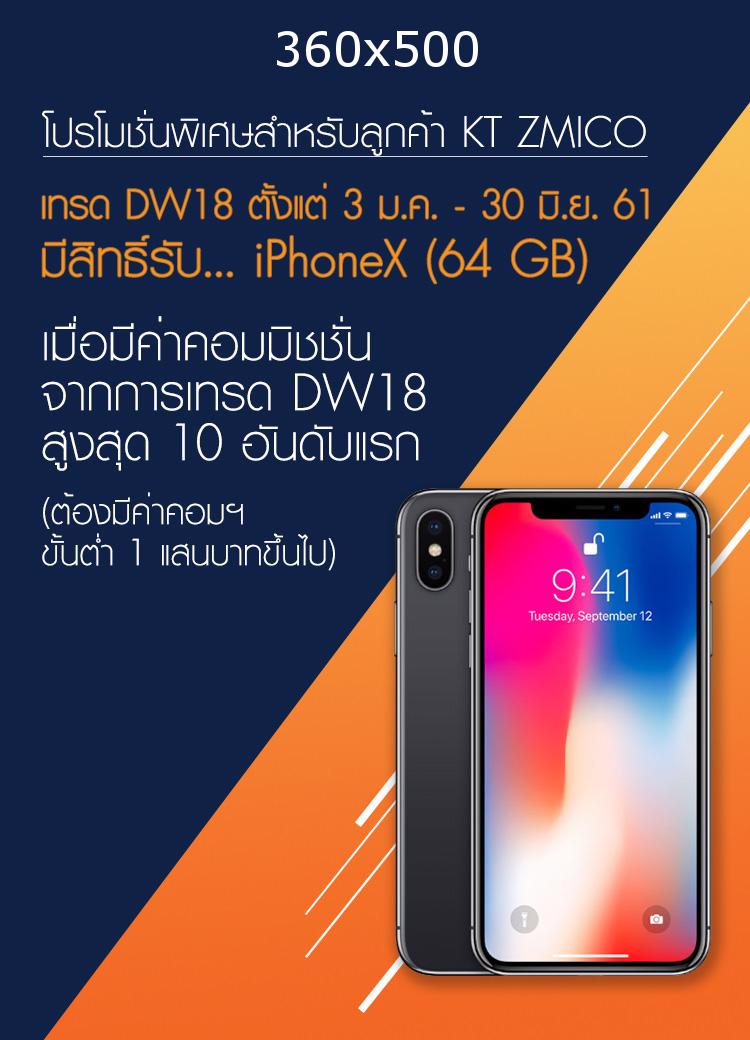 360x500
โปรโมชั่นพิเศษสำหรับลูกค้า KT ZMICO
เทรด DW18 ตั้งแต่ 3 ม.ค. - 30 มิ.ย. 61
มีสิทธิ์รับ... iPhoneX (64 GB)
เมื่อมีค่าคอมมิชชั่น
จากการเทรด DW18
สูงสุด 10 อันดับแรก
(ต้องมีค่าคอมฯ
ขั้นต่ำ 1 แสนบาทขึ้นไป)
9:41
Tuesday, September 12